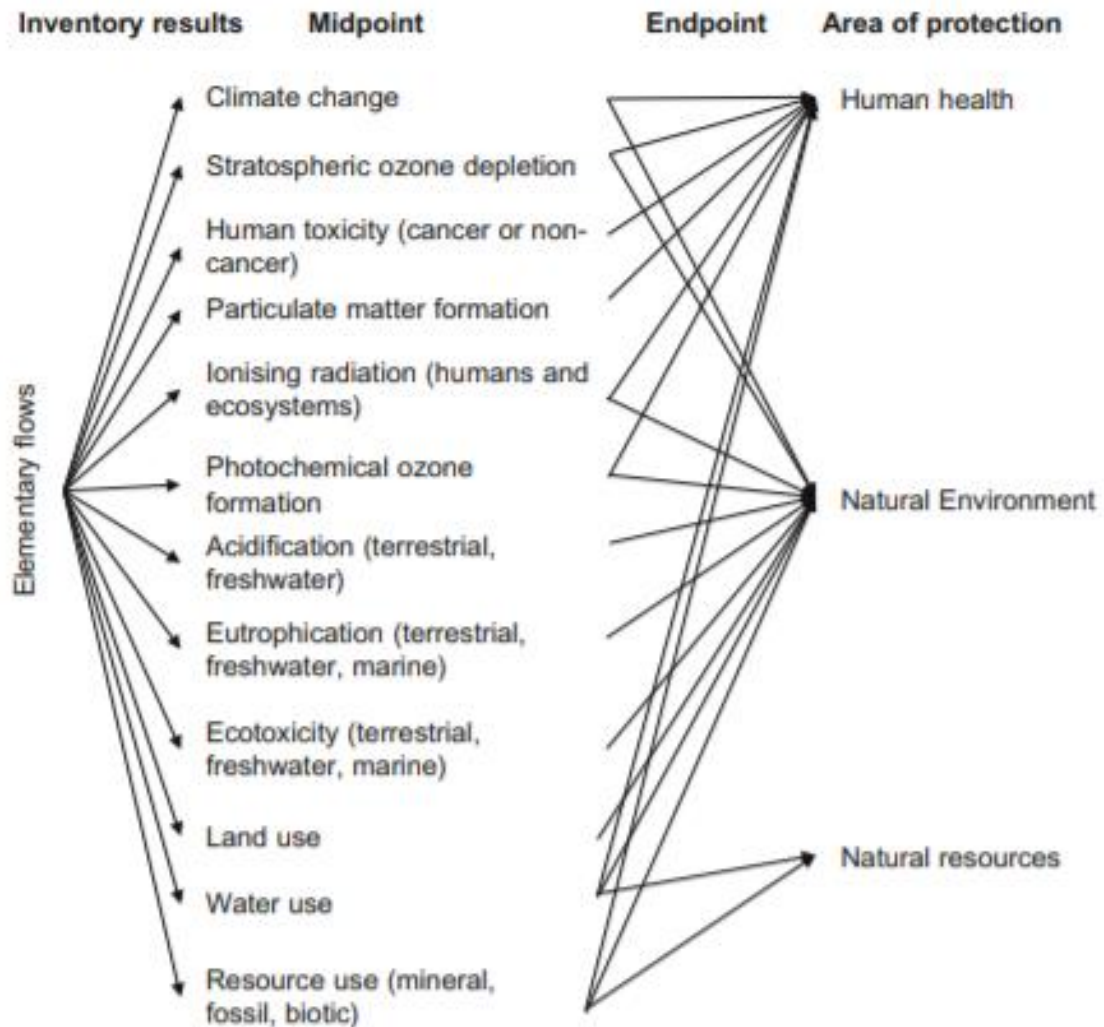 Inventory results Midpoint Endpoint Area of protection
Climate change
Human health
Stratospheric ozone depletion
Human toxicity (cancer or non-
cancer)
Particulate matter formation
Ionising radiation (humans and
ecosystems)
Elementary flows
Photochemical ozone
formation
Natural Environment
Acidification (terrestrial,
freshwater)
Eutrophication (terrestrial,
freshwater, marine)
Ecotoxicity (terrestrial,
freshwater, marine)
Land use
Natural resources
Water use
Resource use (mineral,
fossil, biotic)